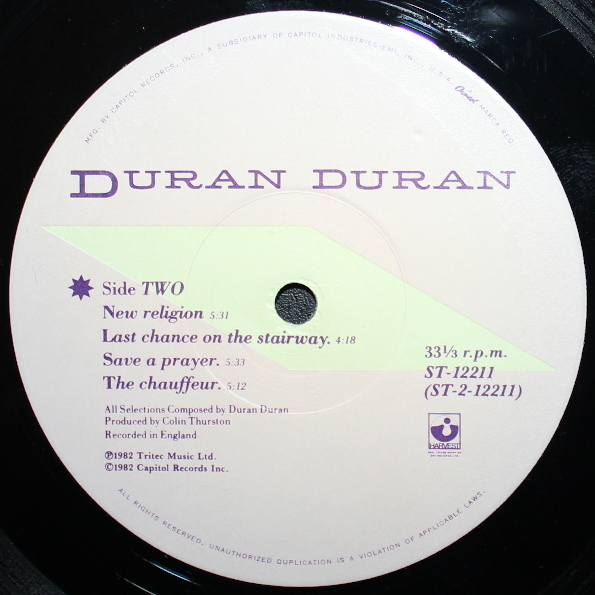 MFG. BY CAPITOL RECORDS, INC., A SUBSIDIARY OF CAPITOL INDUSTRIES-EMI, INC., U.S.A. Capitol MARCA REG.
DURAN DURAN
Side TWO
New religion 5:31
Last chance on the stairway. 4:18
Save a prayer. 5:33
The chauffeur. 5:12
33⅓ r.p.m.
ST-12211
(ST-2-12211)
All Selections Composed by Duran Duran
Produced by Colin Thurston
Recorded in England
℗1982 Tritec Music Ltd.
©1982 Capitol Records Inc.
HARVEST
ALL RIGHTS RESERVED. UNAUTHORIZED DUPLICATION IS A VIOLATION OF APPLICABLE LAWS.